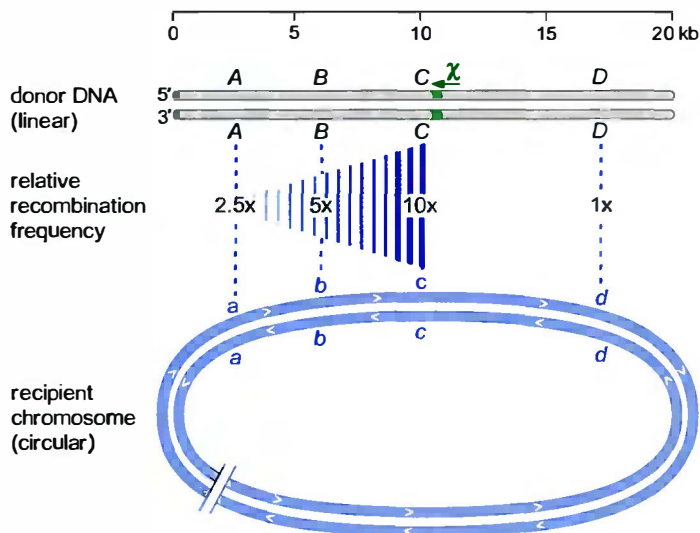 0 5 10 15 20 kb
A B C χ D
donor DNA 5′
(linear) 3′
A B C D
relative
recombination
frequency
2.5x 5x 10x 1x
a b c d
a b c d
recipient
chromosome
(circular)